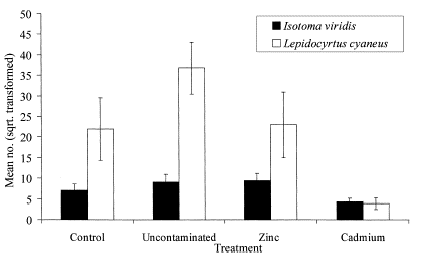 50
45
40
35
30
25
20
15
10
5
0
Mean no. (sqrt. transformed)
Isotoma viridis
Lepidocyrtus cyaneus
Control Uncontaminated Zinc Cadmium
Treatment